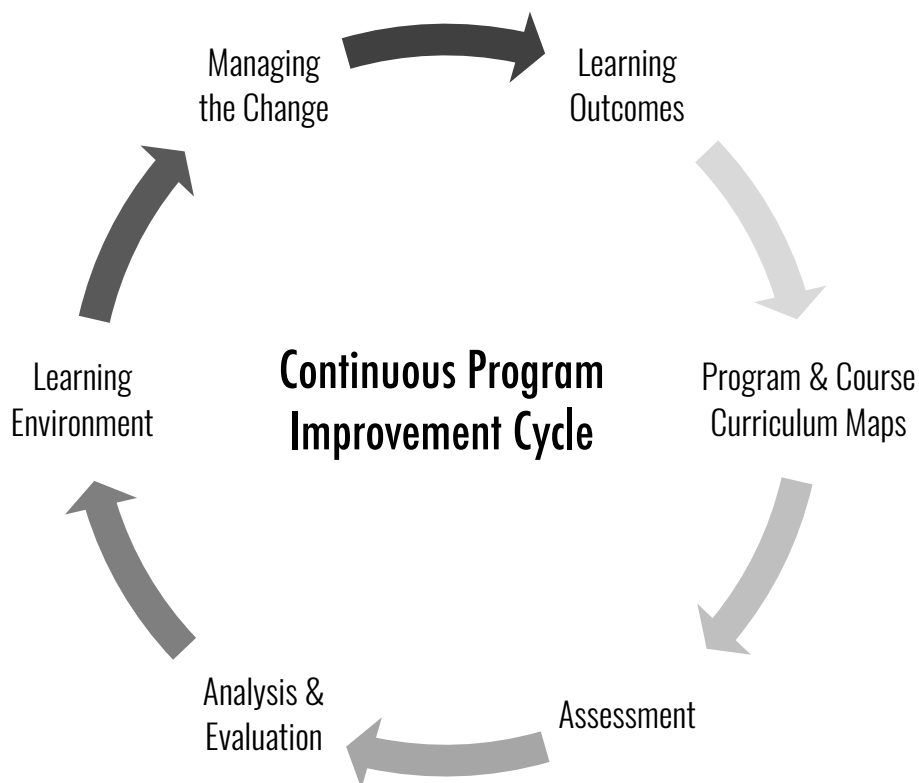 Managing
the Change
Learning
Outcomes
Program & Course
Curriculum Maps
Assessment
Analysis &
Evaluation
Learning
Environment
Continuous Program
Improvement Cycle